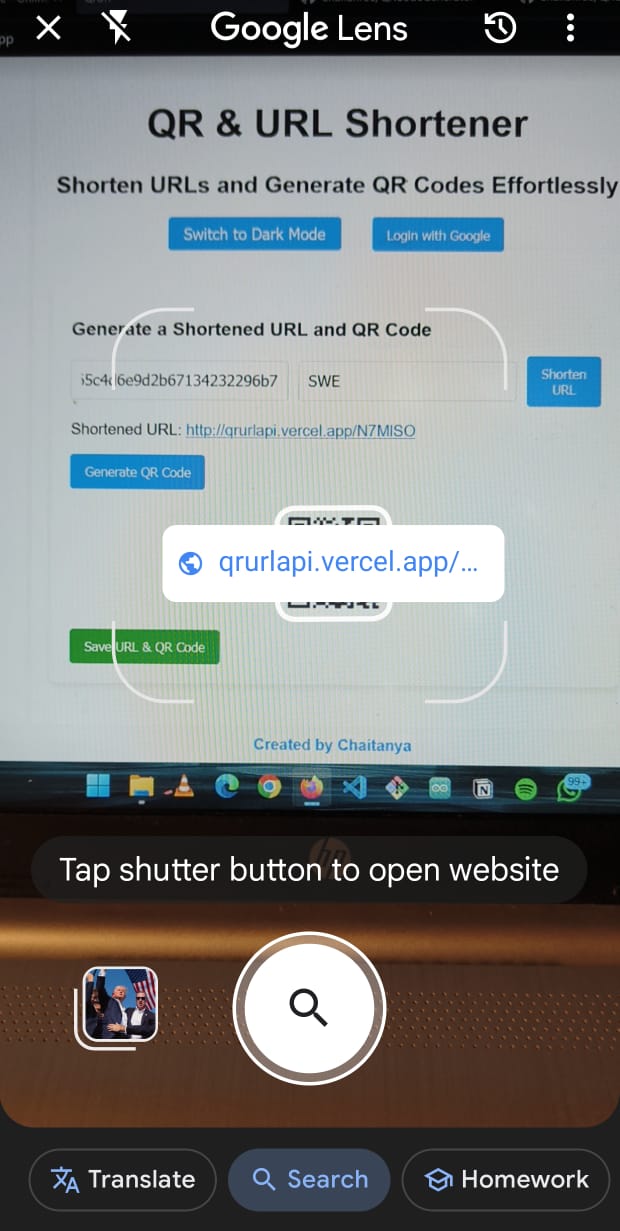 Google Lens
QR & URL Shortener
Shorten URLs and Generate QR Codes Effortlessly
Switch to Dark Mode
Login with Google
Generate a Shortened URL and QR Code
i5c4d6e9d2b67134232296b7
SWE
Shorten
URL
Shortened URL: http://qrurlapi.vercel.app/N7MISO
Generate QR Code
qrurlapi.vercel.app/...
Save URL & QR Code
Created by Chaitanya
99+
Tap shutter button to open website
Translate
Search
Homework